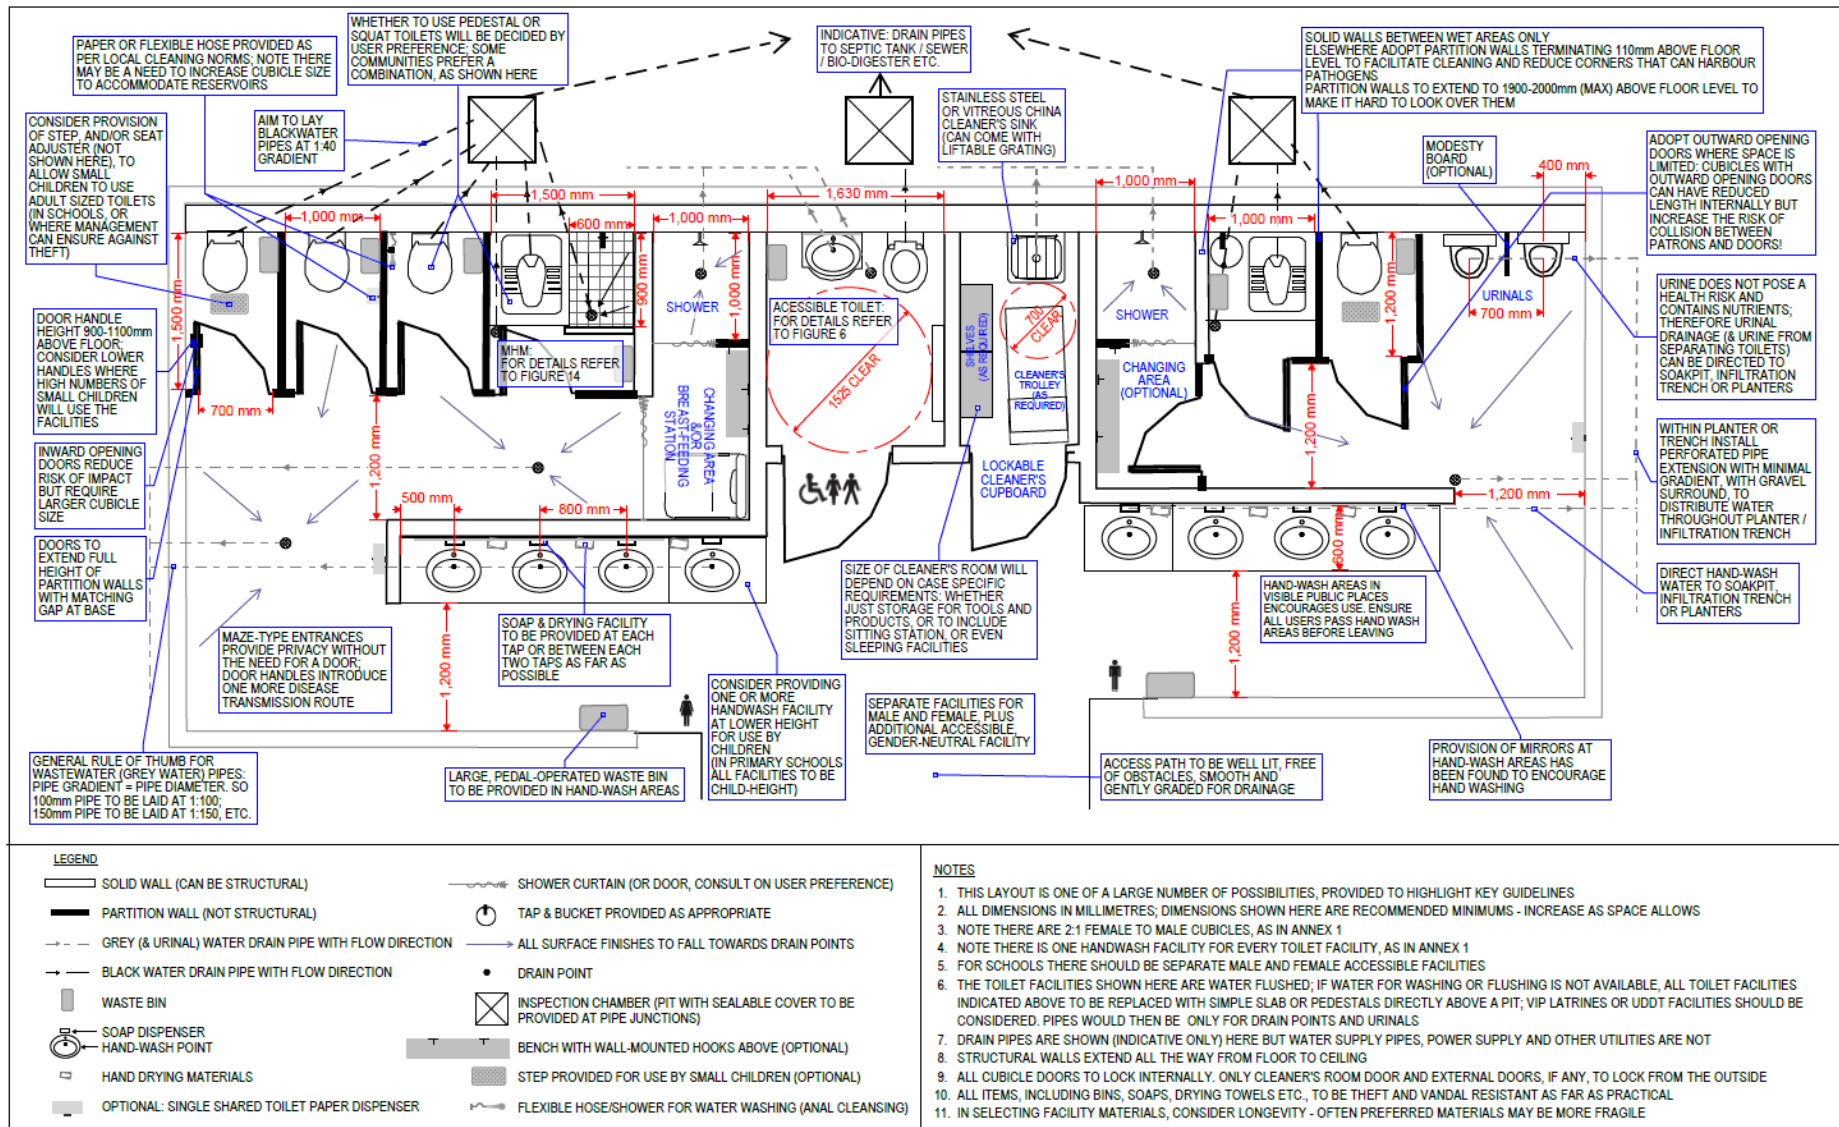 PAPER OR FLEXIBLE HOSE PROVIDED AS
PER LOCAL CLEANING NORMS; NOTE THERE
MAY BE A NEED TO INCREASE CUBICLE SIZE
TO ACCOMMODATE RESERVOIRS
WHETHER TO USE PEDESTAL OR
SQUAT TOILETS WILL BE DECIDED BY
USER PREFERENCE; SOME
COMMUNITIES PREFER A
COMBINATION, AS SHOWN HERE
INDICATIVE: DRAIN PIPES
TO SEPTIC TANK / SEWER
/ BIO-DIGESTER ETC.
SOLID WALLS BETWEEN WET AREAS ONLY
ELSEWHERE ADOPT PARTITION WALLS TERMINATING 110mm ABOVE FLOOR
LEVEL TO FACILITATE CLEANING AND REDUCE CORNERS THAT CAN HARBOUR
PATHOGENS
PARTITION WALLS TO EXTEND TO 1900-2000mm (MAX) ABOVE FLOOR LEVEL TO
MAKE IT HARD TO LOOK OVER THEM
CONSIDER PROVISION
OF STEP, AND/OR SEAT
ADJUSTER (NOT
SHOWN HERE), TO
ALLOW SMALL
CHILDREN TO USE
ADULT SIZED TOILETS
(IN SCHOOLS, OR
WHERE MANAGEMENT
CAN ENSURE AGAINST
THEFT)
AIM TO LAY
BLACKWATER
PIPES AT 1:40
GRADIENT
STAINLESS STEEL
OR VITREOUS CHINA
CLEANER'S SINK
(CAN COME WITH
LIFTABLE GRATING)
MODESTY
BOARD
(OPTIONAL)
ADOPT OUTWARD OPENING
DOORS WHERE SPACE IS
LIMITED: CUBICLES WITH
OUTWARD OPENING DOORS
CAN HAVE REDUCED
LENGTH INTERNALLY BUT
INCREASE THE RISK OF
COLLISION BETWEEN
PATRONS AND DOORS!
400 mm
1,500 mm
1,630 mm
1,000 mm
1,000 mm
600 mm
1,000 mm
1,000 mm
1,500 mm
900 mm
1,000 mm
1,200 mm
SHOWER
ACESSIBLE TOILET:
FOR DETAILS REFER
TO FIGURE 6
1525 CLEAR
SHELVES
(AS REQUIRED)
700
CLEAR
CLEANER'S
TROLLEY (AS
REQUIRED)
SHOWER
CHANGING
AREA
(OPTIONAL)
URINALS
700 mm
URINE DOES NOT POSE A
HEALTH RISK AND
CONTAINS NUTRIENTS;
THEREFORE URINAL
DRAINAGE (& URINE FROM
SEPARATING TOILETS)
CAN BE DIRECTED TO
SOAKPIT, INFILTRATION
TRENCH OR PLANTERS
DOOR HANDLE
HEIGHT 900-1100mm
ABOVE FLOOR;
CONSIDER LOWER
HANDLES WHERE
HIGH NUMBERS OF
SMALL CHILDREN
WILL USE THE
FACILITIES
MHM:
FOR DETAILS REFER
TO FIGURE 14
700 mm
CHANGING AREA
&/OR
BREAST-FEEDING
STATION
1,200 mm
1,200 mm
INWARD OPENING
DOORS REDUCE
RISK OF IMPACT
BUT REQUIRE
LARGER CUBICLE
SIZE
LOCKABLE
CLEANER'S
CUPBOARD
WITHIN PLANTER OR
TRENCH INSTALL
PERFORATED PIPE
EXTENSION WITH MINIMAL
GRADIENT, WITH GRAVEL
SURROUND, TO
DISTRIBUTE WATER
THROUGHOUT PLANTER /
INFILTRATION TRENCH
500 mm
800 mm
1,200 mm
600 mm
DOORS TO
EXTEND FULL
HEIGHT OF
PARTITION WALLS
WITH MATCHING
GAP AT BASE
SIZE OF CLEANER'S ROOM WILL
DEPEND ON CASE SPECIFIC
REQUIREMENTS: WHETHER
JUST STORAGE FOR TOOLS AND
PRODUCTS, OR TO INCLUDE
SITTING STATION, OR EVEN
SLEEPING FACILITIES
HAND-WASH AREAS IN
VISIBLE PUBLIC PLACES
ENCOURAGES USE. ENSURE
ALL USERS PASS HAND WASH
AREAS BEFORE LEAVING
DIRECT HAND-WASH
WATER TO SOAKPIT,
INFILTRATION TRENCH
OR PLANTERS
MAZE-TYPE ENTRANCES
PROVIDE PRIVACY WITHOUT
THE NEED FOR A DOOR;
DOOR HANDLES INTRODUCE
ONE MORE DISEASE
TRANSMISSION ROUTE
1,200 mm
SOAP & DRYING FACILITY
TO BE PROVIDED AT EACH
TAP OR BETWEEN EACH
TWO TAPS AS FAR AS
POSSIBLE
1,200 mm
CONSIDER PROVIDING
ONE OR MORE
HANDWASH FACILITY
AT LOWER HEIGHT
FOR USE BY
CHILDREN
(IN PRIMARY SCHOOLS
ALL FACILITIES TO BE
CHILD-HEIGHT)
SEPARATE FACILITIES FOR
MALE AND FEMALE, PLUS
ADDITIONAL ACCESSIBLE,
GENDER-NEUTRAL FACILITY
GENERAL RULE OF THUMB FOR
WASTEWATER (GREY WATER) PIPES:
PIPE GRADIENT = PIPE DIAMETER. SO
100mm PIPE TO BE LAID AT 1:100;
150mm PIPE TO BE LAID AT 1:150, ETC.
LARGE, PEDAL-OPERATED WASTE BIN
TO BE PROVIDED IN HAND-WASH AREAS
ACCESS PATH TO BE WELL LIT, FREE
OF OBSTACLES, SMOOTH AND
GENTLY GRADED FOR DRAINAGE
PROVISION OF MIRRORS AT
HAND-WASH AREAS HAS
BEEN FOUND TO ENCOURAGE
HAND WASHING
LEGEND
SOLID WALL (CAN BE STRUCTURAL)
PARTITION WALL (NOT STRUCTURAL)
GREY (& URINAL) WATER DRAIN PIPE WITH FLOW DIRECTION
BLACK WATER DRAIN PIPE WITH FLOW DIRECTION
WASTE BIN
SOAP DISPENSER
HAND-WASH POINT
HAND DRYING MATERIALS
OPTIONAL: SINGLE SHARED TOILET PAPER DISPENSER
SHOWER CURTAIN (OR DOOR, CONSULT ON USER PREFERENCE)
TAP & BUCKET PROVIDED AS APPROPRIATE
ALL SURFACE FINISHES TO FALL TOWARDS DRAIN POINTS
DRAIN POINT
INSPECTION CHAMBER (PIT WITH SEALABLE COVER TO BE
PROVIDED AT PIPE JUNCTIONS)
BENCH WITH WALL-MOUNTED HOOKS ABOVE (OPTIONAL)
STEP PROVIDED FOR USE BY SMALL CHILDREN (OPTIONAL)
FLEXIBLE HOSE/SHOWER FOR WATER WASHING (ANAL CLEANSING)
NOTES
1. THIS LAYOUT IS ONE OF A LARGE NUMBER OF POSSIBILITIES, PROVIDED TO HIGHLIGHT KEY GUIDELINES
2. ALL DIMENSIONS IN MILLIMETRES; DIMENSIONS SHOWN HERE ARE RECOMMENDED MINIMUMS - INCREASE AS SPACE ALLOWS
3. NOTE THERE ARE 2:1 FEMALE TO MALE CUBICLES, AS IN ANNEX 1
4. NOTE THERE IS ONE HANDWASH FACILITY FOR EVERY TOILET FACILITY, AS IN ANNEX 1
5. FOR SCHOOLS THERE SHOULD BE SEPARATE MALE AND FEMALE ACCESSIBLE FACILITIES
6. THE TOILET FACILITIES SHOWN HERE ARE WATER FLUSHED; IF WATER FOR WASHING OR FLUSHING IS NOT AVAILABLE, ALL TOILET FACILITIES
INDICATED ABOVE TO BE REPLACED WITH SIMPLE SLAB OR PEDESTALS DIRECTLY ABOVE A PIT; VIP LATRINES OR UDDT FACILITIES SHOULD BE
CONSIDERED. PIPES WOULD THEN BE ONLY FOR DRAIN POINTS AND URINALS
7. DRAIN PIPES ARE SHOWN (INDICATIVE ONLY) HERE BUT WATER SUPPLY PIPES, POWER SUPPLY AND OTHER UTILITIES ARE NOT
8. STRUCTURAL WALLS EXTEND ALL THE WAY FROM FLOOR TO CEILING
9. ALL CUBICLE DOORS TO LOCK INTERNALLY. ONLY CLEANER'S ROOM DOOR AND EXTERNAL DOORS, IF ANY, TO LOCK FROM THE OUTSIDE
10. ALL ITEMS, INCLUDING BINS, SOAPS, DRYING TOWELS ETC., TO BE THEFT AND VANDAL RESISTANT AS FAR AS PRACTICAL
11. IN SELECTING FACILITY MATERIALS, CONSIDER LONGEVITY - OFTEN PREFERRED MATERIALS MAY BE MORE FRAGILE